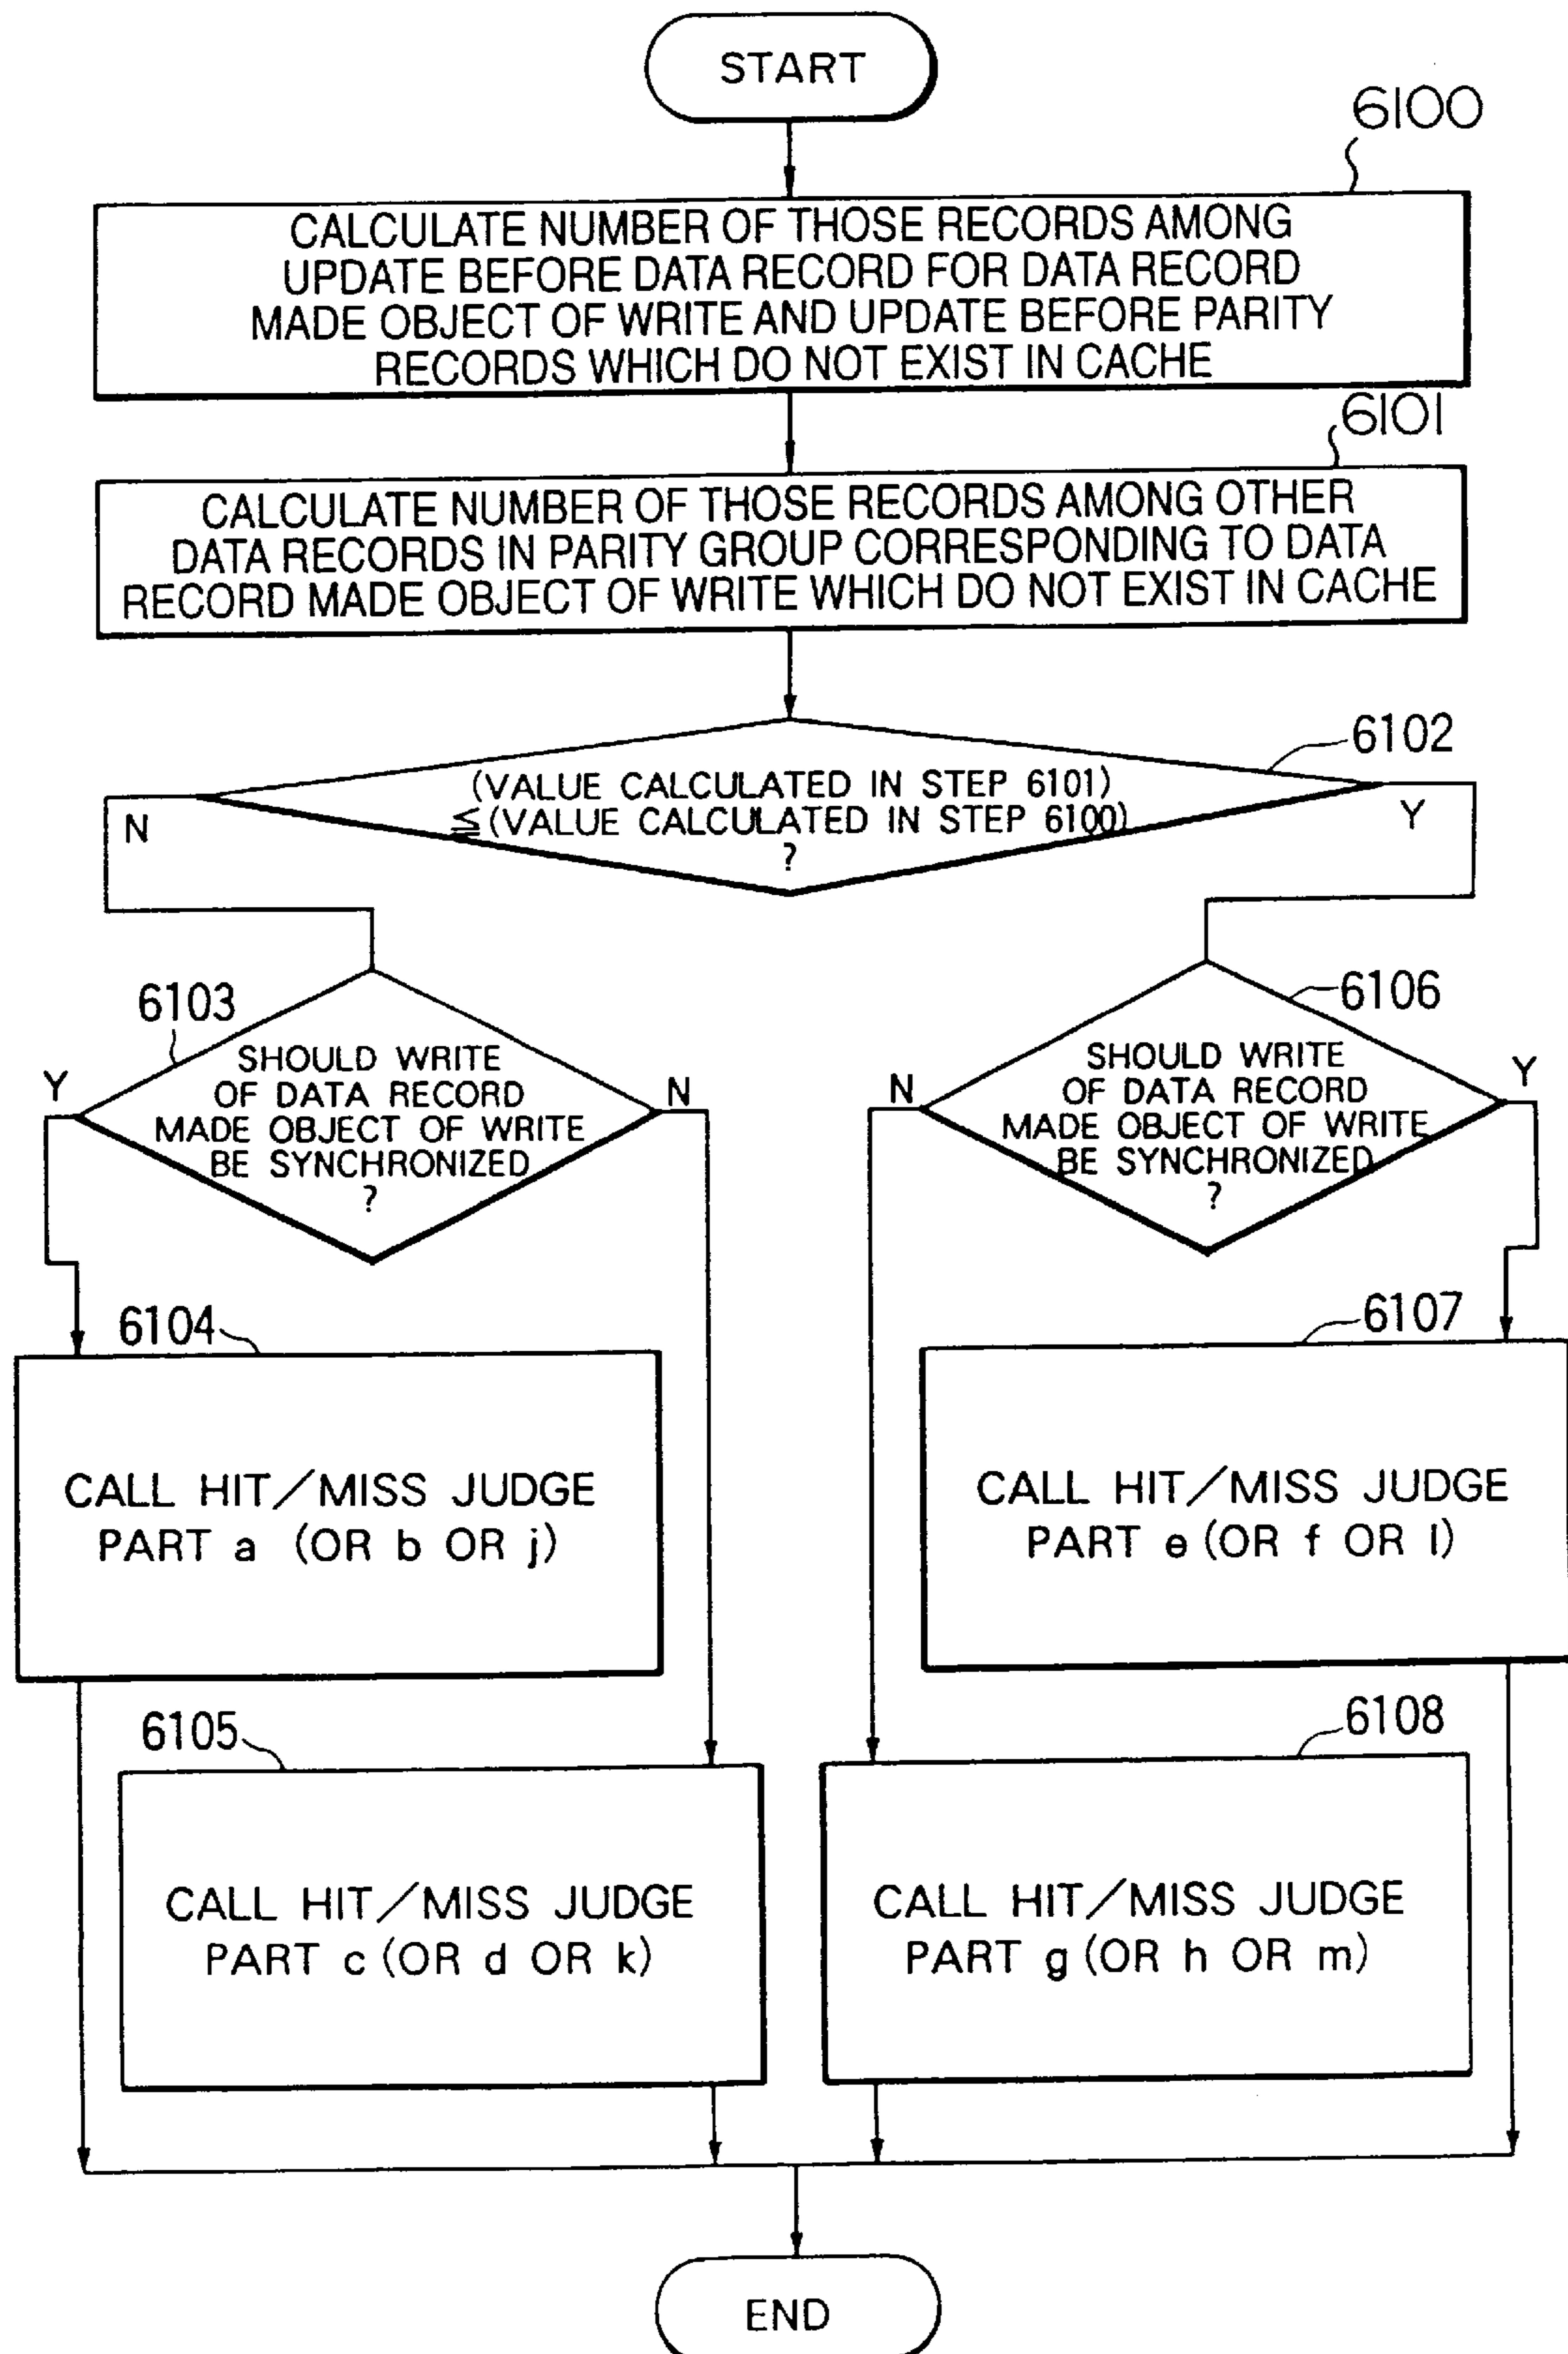 START
6100
CALCULATE NUMBER OF THOSE RECORDS AMONG
UPDATE BEFORE DATA RECORD FOR DATA RECORD
MADE OBJECT OF WRITE AND UPDATE BEFORE PARITY
RECORDS WHICH DO NOT EXIST IN CACHE
6101
CALCULATE NUMBER OF THOSE RECORDS AMONG OTHER
DATA RECORDS IN PARITY GROUP CORRESPONDING TO DATA
RECORD MADE OBJECT OF WRITE WHICH DO NOT EXIST IN CACHE
6102
(VALUE CALCULATED IN STEP 6101)
≦(VALUE CALCULATED IN STEP 6100)
?
N
Y
6103
SHOULD WRITE
OF DATA RECORD
MADE OBJECT OF WRITE
BE SYNCHRONIZED
?
Y
N
6106
SHOULD WRITE
OF DATA RECORD
MADE OBJECT OF WRITE
BE SYNCHRONIZED
?
N
Y
6104
CALL HIT/MISS JUDGE
PART a (OR b OR j)
6107
CALL HIT/MISS JUDGE
PART e (OR f OR l)
6105
CALL HIT/MISS JUDGE
PART c (OR d OR k)
6108
CALL HIT/MISS JUDGE
PART g (OR h OR m)
END